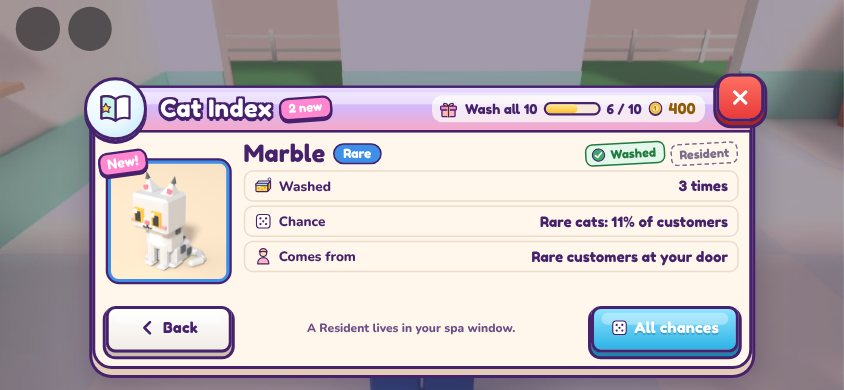 Cat Index
2 new
Wash all 10
6 / 10
400
New!
Marble
Rare
Washed
Resident
Washed
3 times
Chance
Rare cats: 11% of customers
Comes from
Rare customers at your door
Back
A Resident lives in your spa window.
All chances